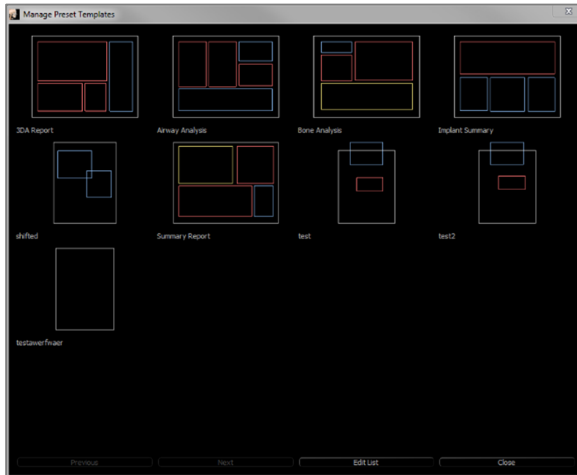 Manage Preset Templates
3DA Report
Airway Analysis
Bone Analysis
Implant Summary
shifted
Summary Report
test
test2
testawerfwaer
Previous
Next
Edit List
Close